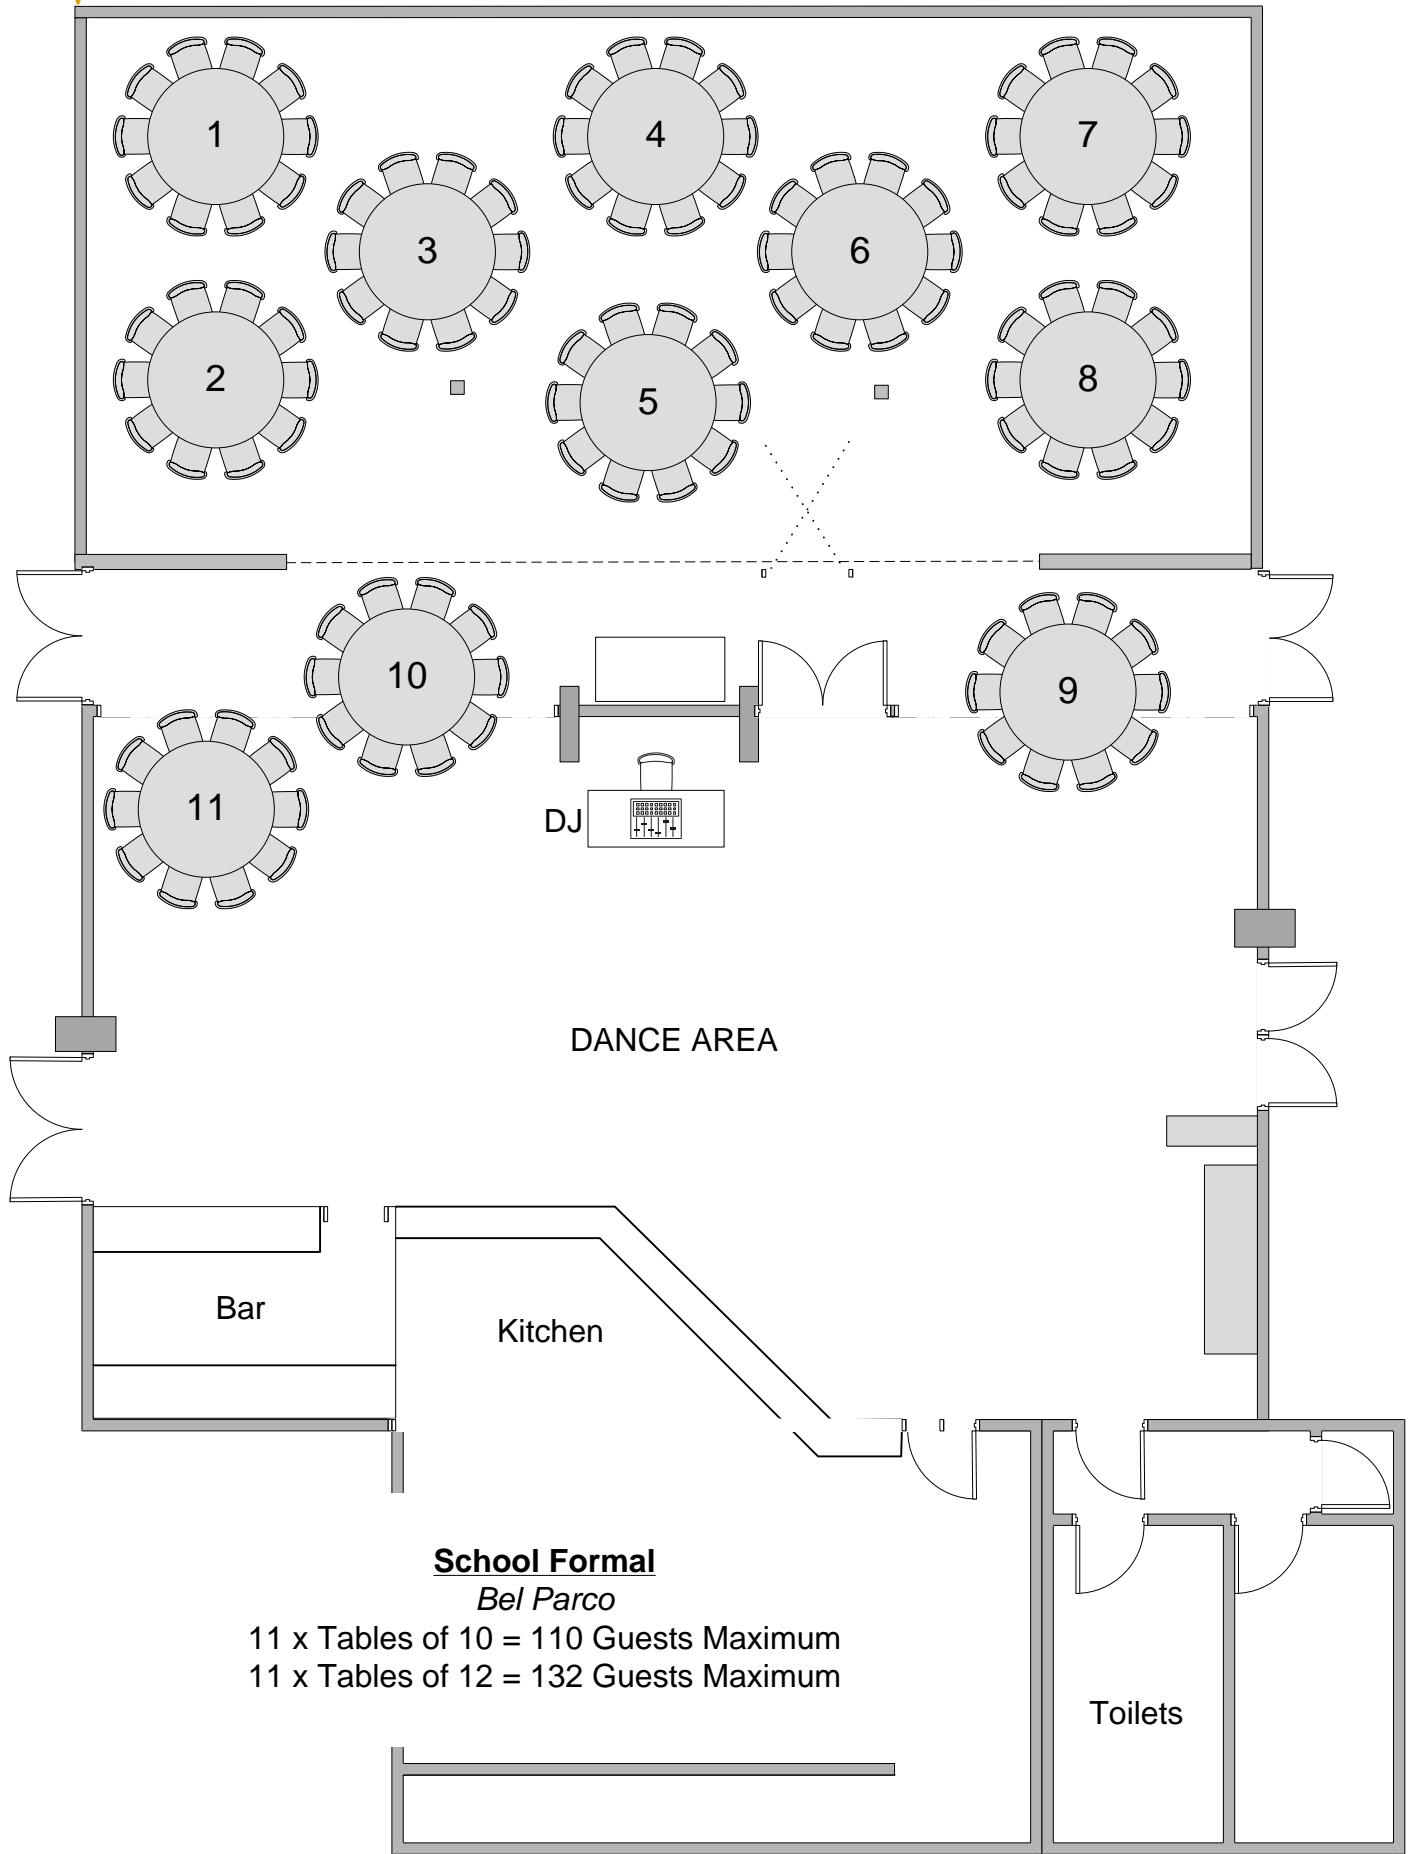 1
4
7
3
6
2
5
8
10
9
11
DJ
DANCE AREA
Bar
Kitchen
School Formal
Bel Parco
11 x Tables of 10 = 110 Guests Maximum
11 x Tables of 12 = 132 Guests Maximum
Toilets